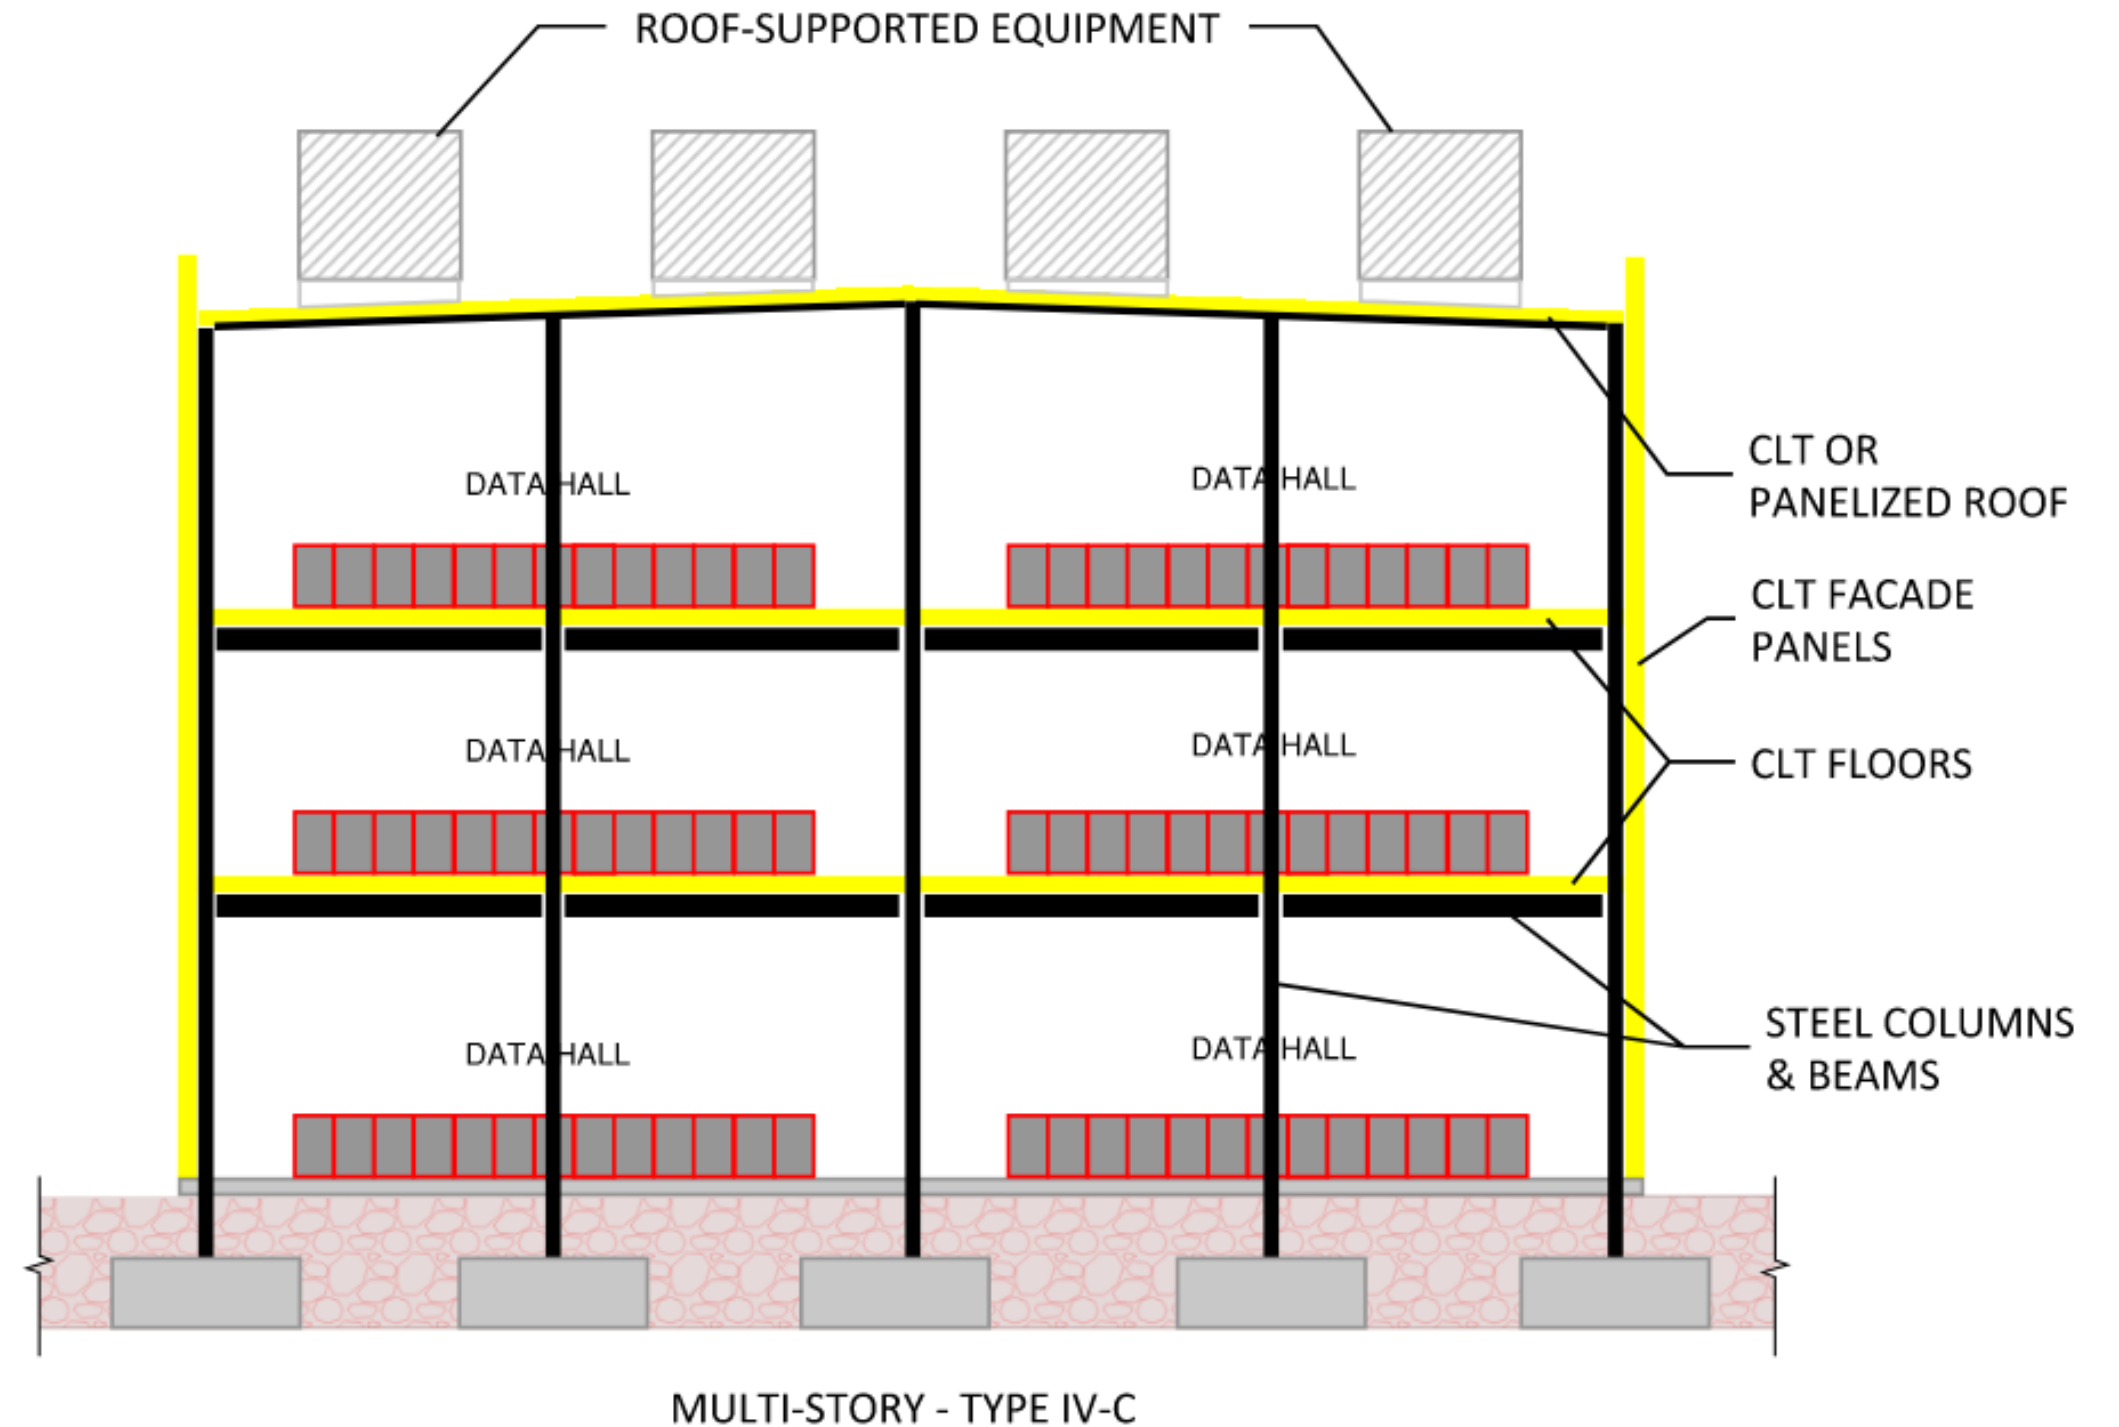 ROOF-SUPPORTED EQUIPMENT
DATA HALL
DATA HALL
CLT OR
PANELIZED ROOF
CLT FACADE
PANELS
DATA HALL
DATA HALL
CLT FLOORS
DATA HALL
DATA HALL
STEEL COLUMNS
& BEAMS
MULTI-STORY - TYPE IV-C